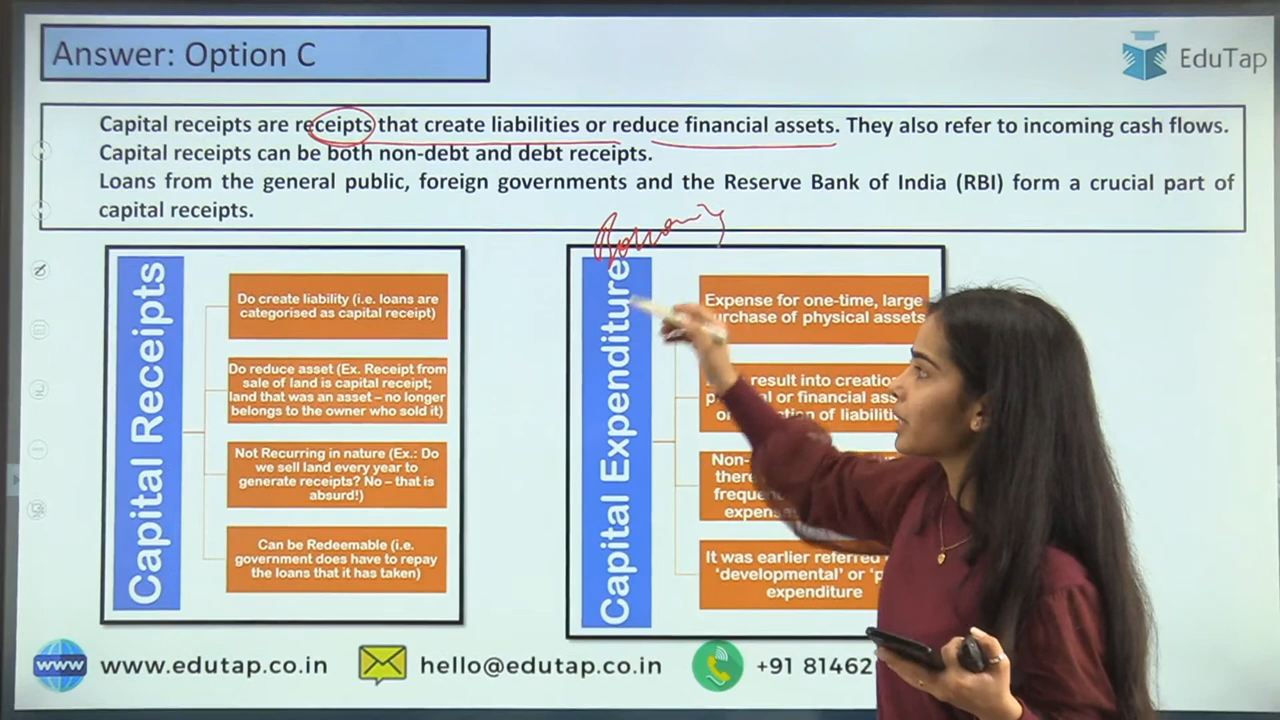 Answer: Option C
EduTap
Capital receipts are receipts that create liabilities or reduce financial assets. They also refer to incoming cash flows.
Capital receipts can be both non-debt and debt receipts.
Loans from the general public, foreign governments and the Reserve Bank of India (RBI) form a crucial part of
capital receipts.
Capital Receipts
Do create liability (i.e. loans are
categorised as capital receipt)
Do reduce asset (Ex. Receipt from
sale of land is capital receipt;
land that was an asset – no longer
belongs to the owner who sold it)
Not Recurring in nature (Ex.: Do
we sell land every year to
generate receipts? No – that is
absurd!)
Can be Redeemable (i.e.
government does have to repay
the loans that it has taken)
Capital Expenditure
Expense for one-time, large
purchase of physical assets
result into creation
or financial
of
Non-
It was earlier referred
'developmental' or
expenditure
www.edutap.co.in
hello@edutap.co.in
+91 81462